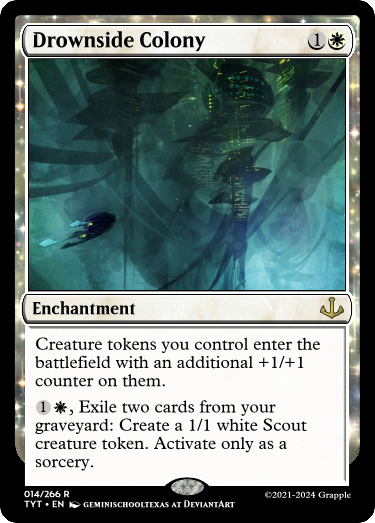 Drownside Colony 1
Enchantment
Creature tokens you control enter the
battlefield with an additional +1/+1
counter on them.
1 , Exile two cards from your
graveyard: Create a 1/1 white Scout
creature token. Activate only as a
sorcery.
014/266 R
TYT • EN GEMINISCHOOLTEXAS AT DEVIANTART
©2021-2024 Grapple